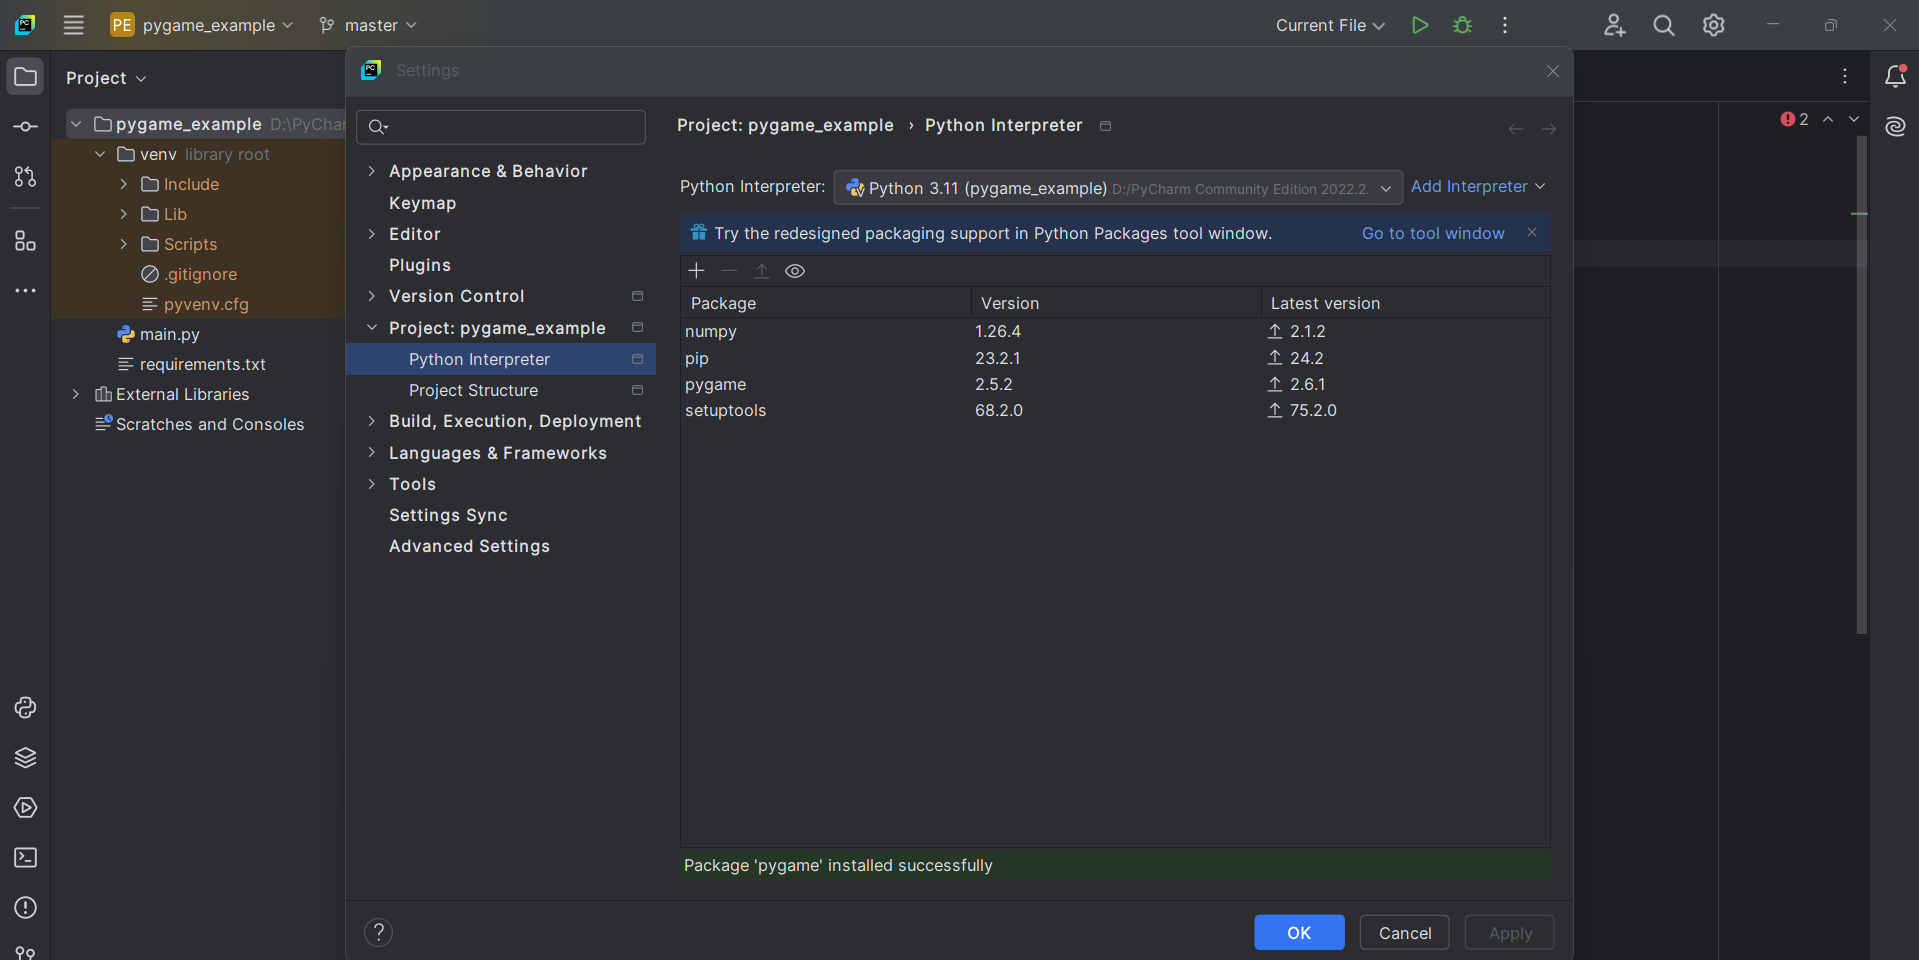 PE pygame_example master Current File
Project
pygame_example D:\PyChar
venv library root
Include
Lib
Scripts
.gitignore
pyvenv.cfg
main.py
requirements.txt
External Libraries
Scratches and Consoles
Settings
Appearance & Behavior
Keymap
Editor
Plugins
Version Control
Project: pygame_example
Python Interpreter
Project Structure
Build, Execution, Deployment
Languages & Frameworks
Tools
Settings Sync
Advanced Settings
Project: pygame_example › Python Interpreter
Python Interpreter: Python 3.11 (pygame_example) D:/PyCharm Community Edition 2022.2. Add Interpreter
Try the redesigned packaging support in Python Packages tool window. Go to tool window
Package Version Latest version
numpy 1.26.4 2.1.2
pip 23.2.1 24.2
pygame 2.5.2 2.6.1
setuptools 68.2.0 75.2.0
Package 'pygame' installed successfully
? OK Cancel Apply
2